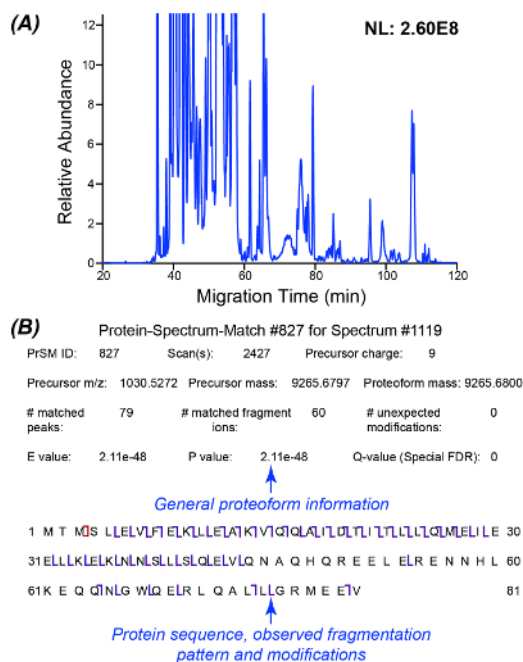 (A)
NL: 2.60E8
Relative Abundance
12
10
8
6
4
2
0
20 40 60 80 100 120
Migration Time (min)
(B) Protein-Spectrum-Match #827 for Spectrum #1119
PrSM ID: 827 Scan(s): 2427 Precursor charge: 9
Precursor m/z: 1030.5272 Precursor mass: 9265.6797 Proteoform mass: 9265.6800
# matched peaks: 79 # matched fragment ions: 60 # unexpected modifications: 0
E value: 2.11e-48 P value: 2.11e-48 Q-value (Special FDR): 0
General proteoform information
1 M T M S L E V F E K L E A K V Q Q A I D T I T L L Q M E I E 30
31 E L K E K N N S L S Q E V Q N A Q H Q R E E L E R E N N H L 60
61 K E Q Q N G W Q E R L Q A L L G R M E E V 81
Protein sequence, observed fragmentation
pattern and modifications